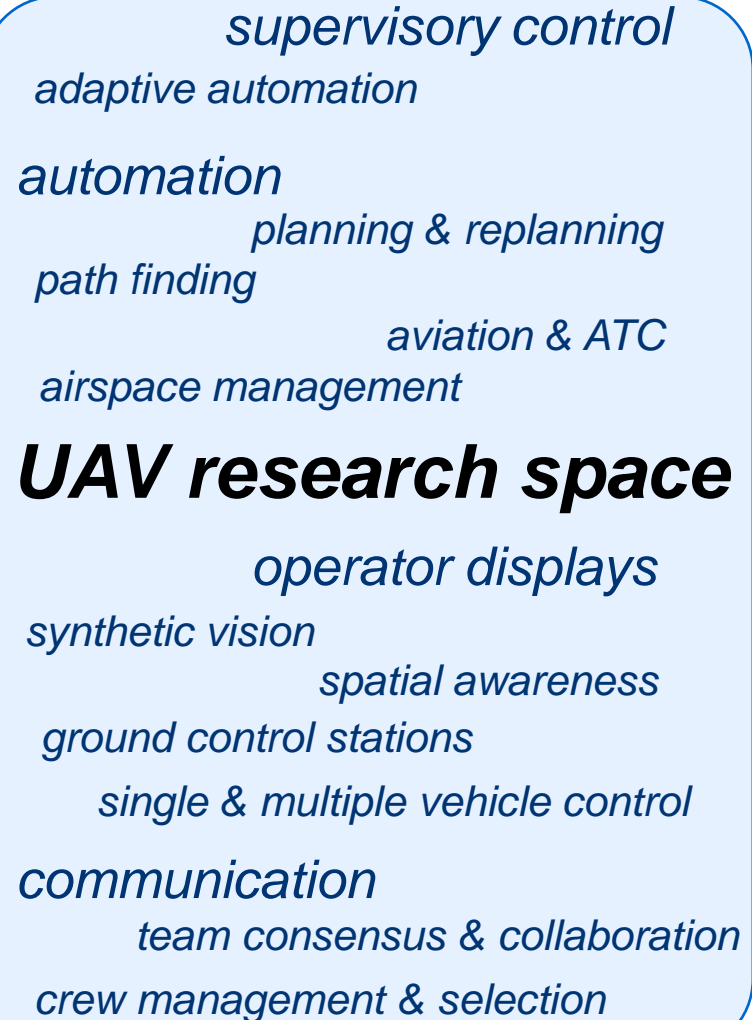 supervisory control
adaptive automation
automation
planning & replanning
path finding
aviation & ATC
airspace management
UAV research space
operator displays
synthetic vision
spatial awareness
ground control stations
single & multiple vehicle control
communication
team consensus & collaboration
crew management & selection